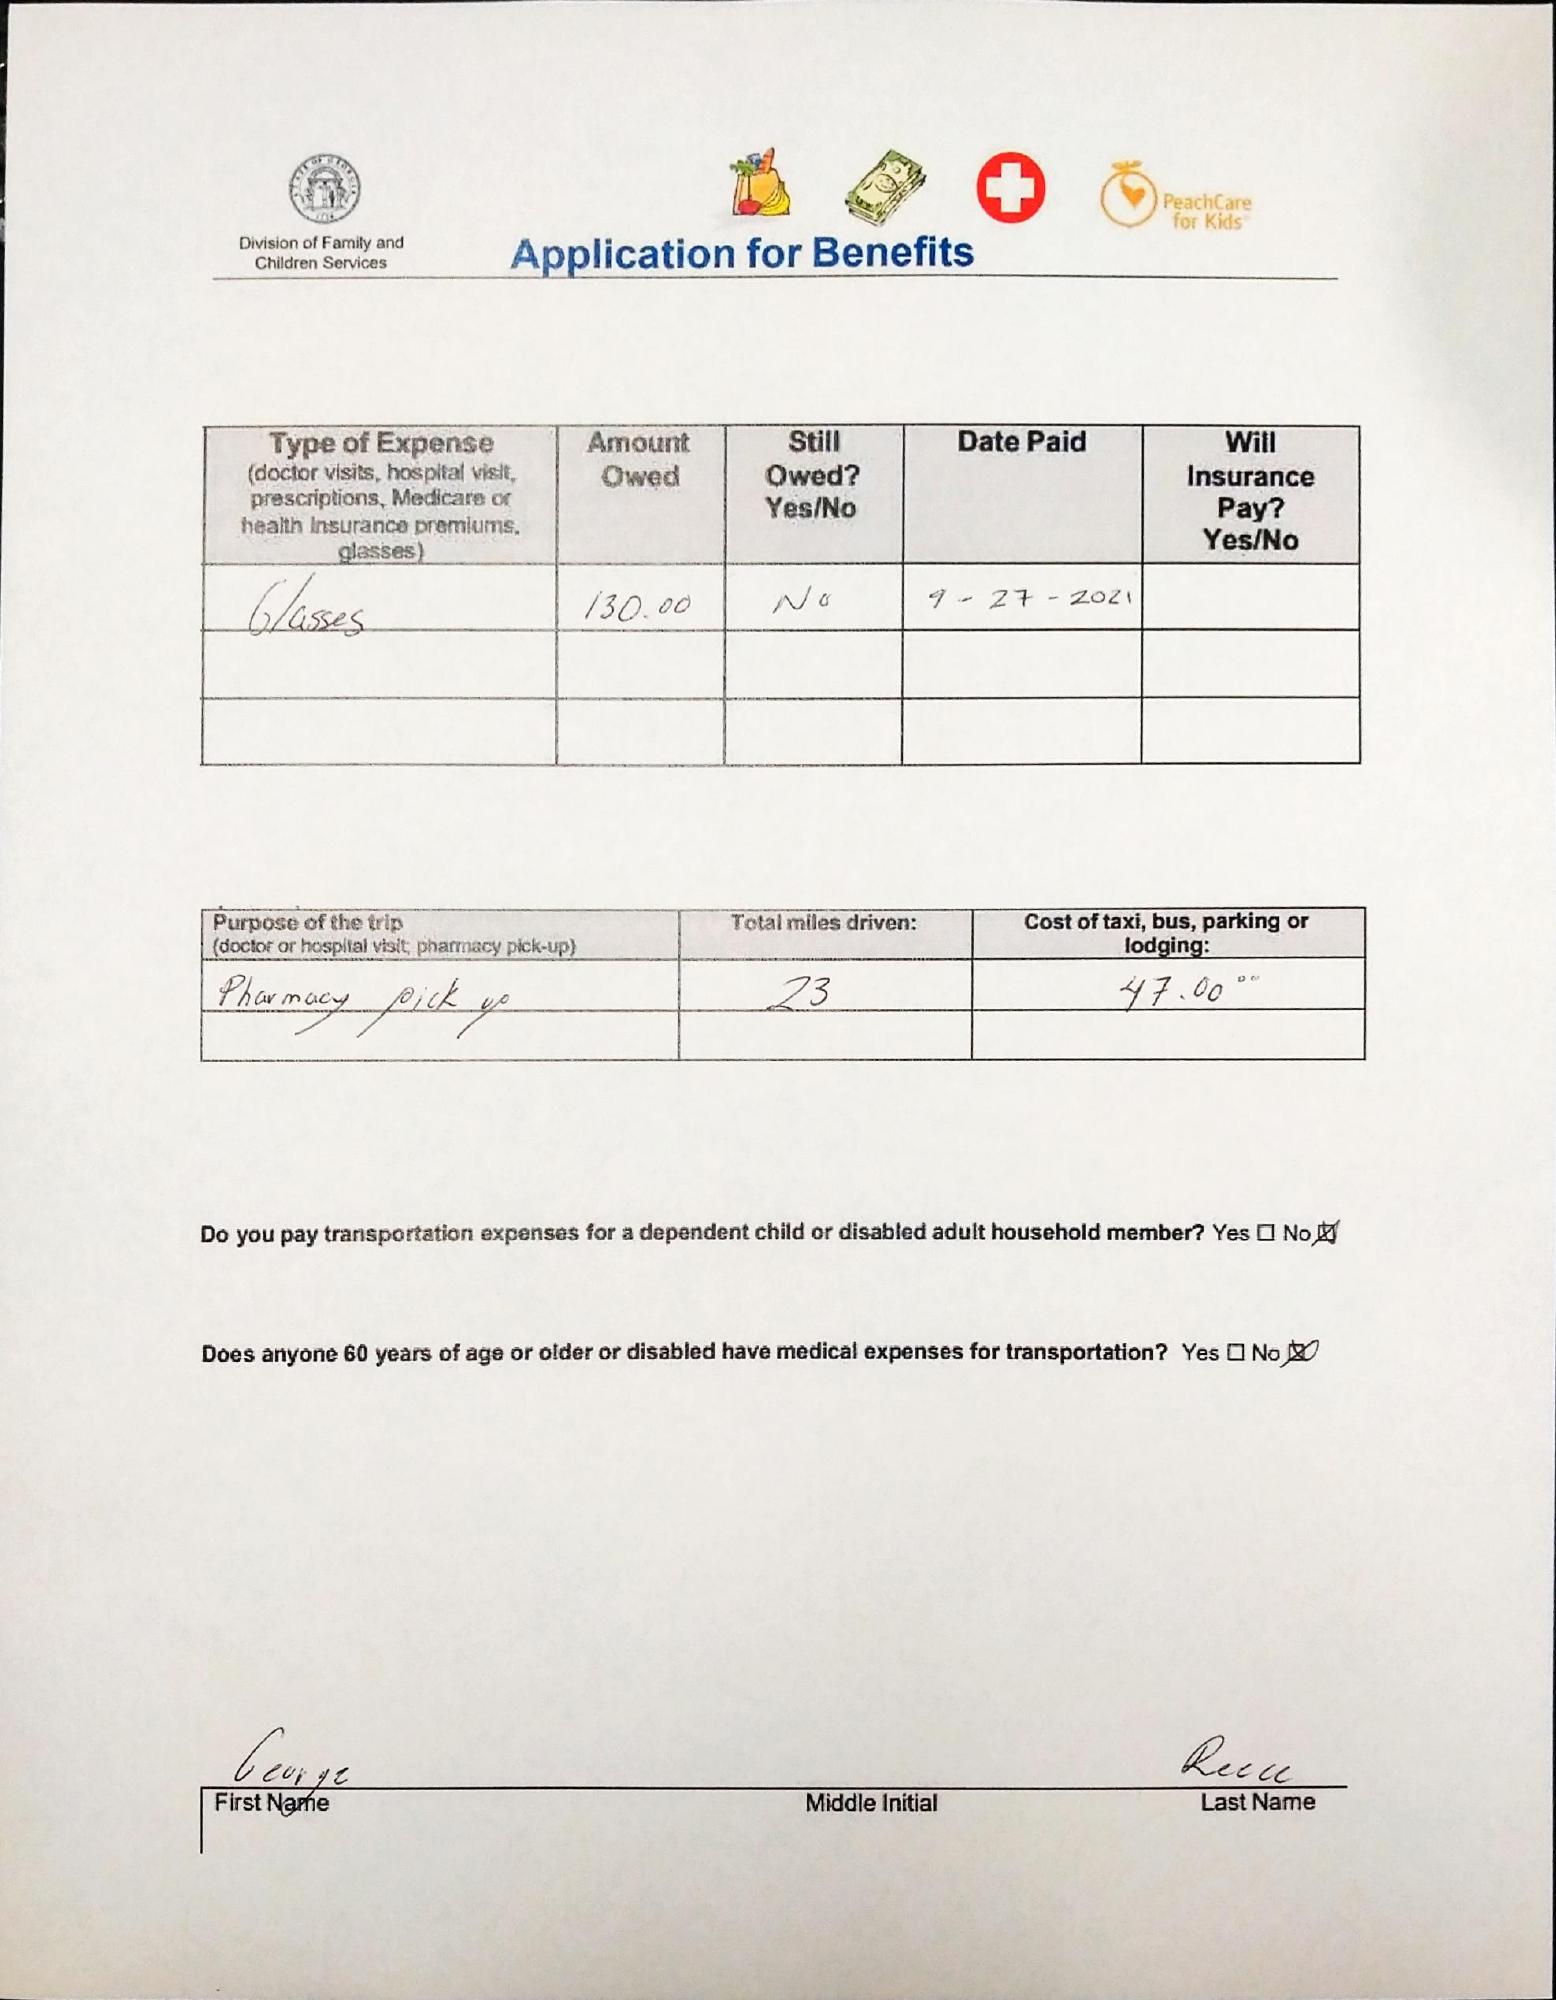 STATE OF GEORGIA
1776
Division of Family and
Children Services
Application for Benefits
PeachCare
for Kids
Type of Expense
(doctor visits, hospital visit,
prescriptions, Medicare or
health insurance premiums,
glasses)
Amount
Owed
Still
Owed?
Yes/No
Date Paid
Will
Insurance
Pay?
Yes/No
Glasses 130.00 No 9-27-2021
Purpose of the trip
(doctor or hospital visit, pharmacy pick-up)
Total miles driven:
Cost of taxi, bus, parking or
lodging:
Pharmacy pick up 23 47.00 00
Do you pay transportation expenses for a dependent child or disabled adult household member? Yes ☐ No ☒
Does anyone 60 years of age or older or disabled have medical expenses for transportation? Yes ☐ No ☒
George
First Name Middle Initial Last Name